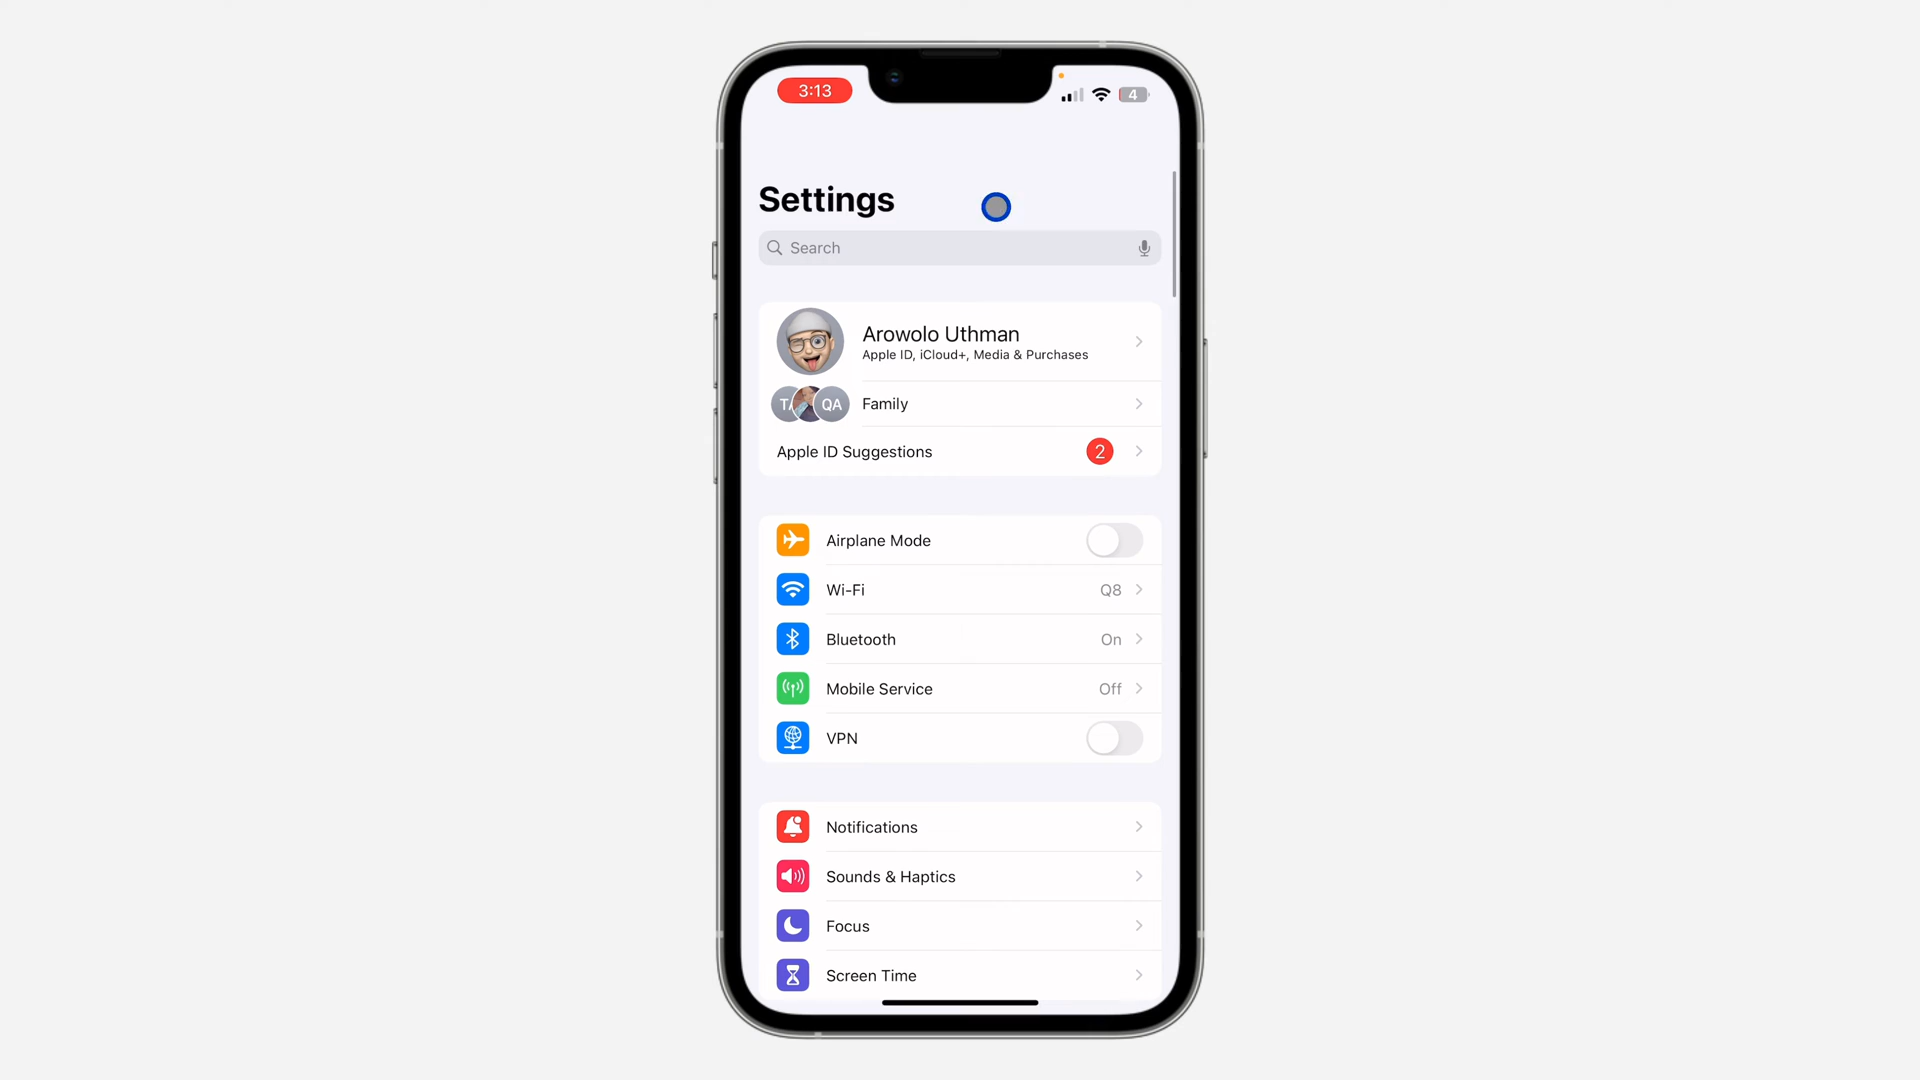 3:13
4
Settings
Search
Arowolo Uthman
Apple ID, iCloud+, Media & Purchases
QA
Family
Apple ID Suggestions 2
Airplane Mode
Wi-Fi Q8
Bluetooth On
Mobile Service Off
VPN
Notifications
Sounds & Haptics
Focus
Screen Time